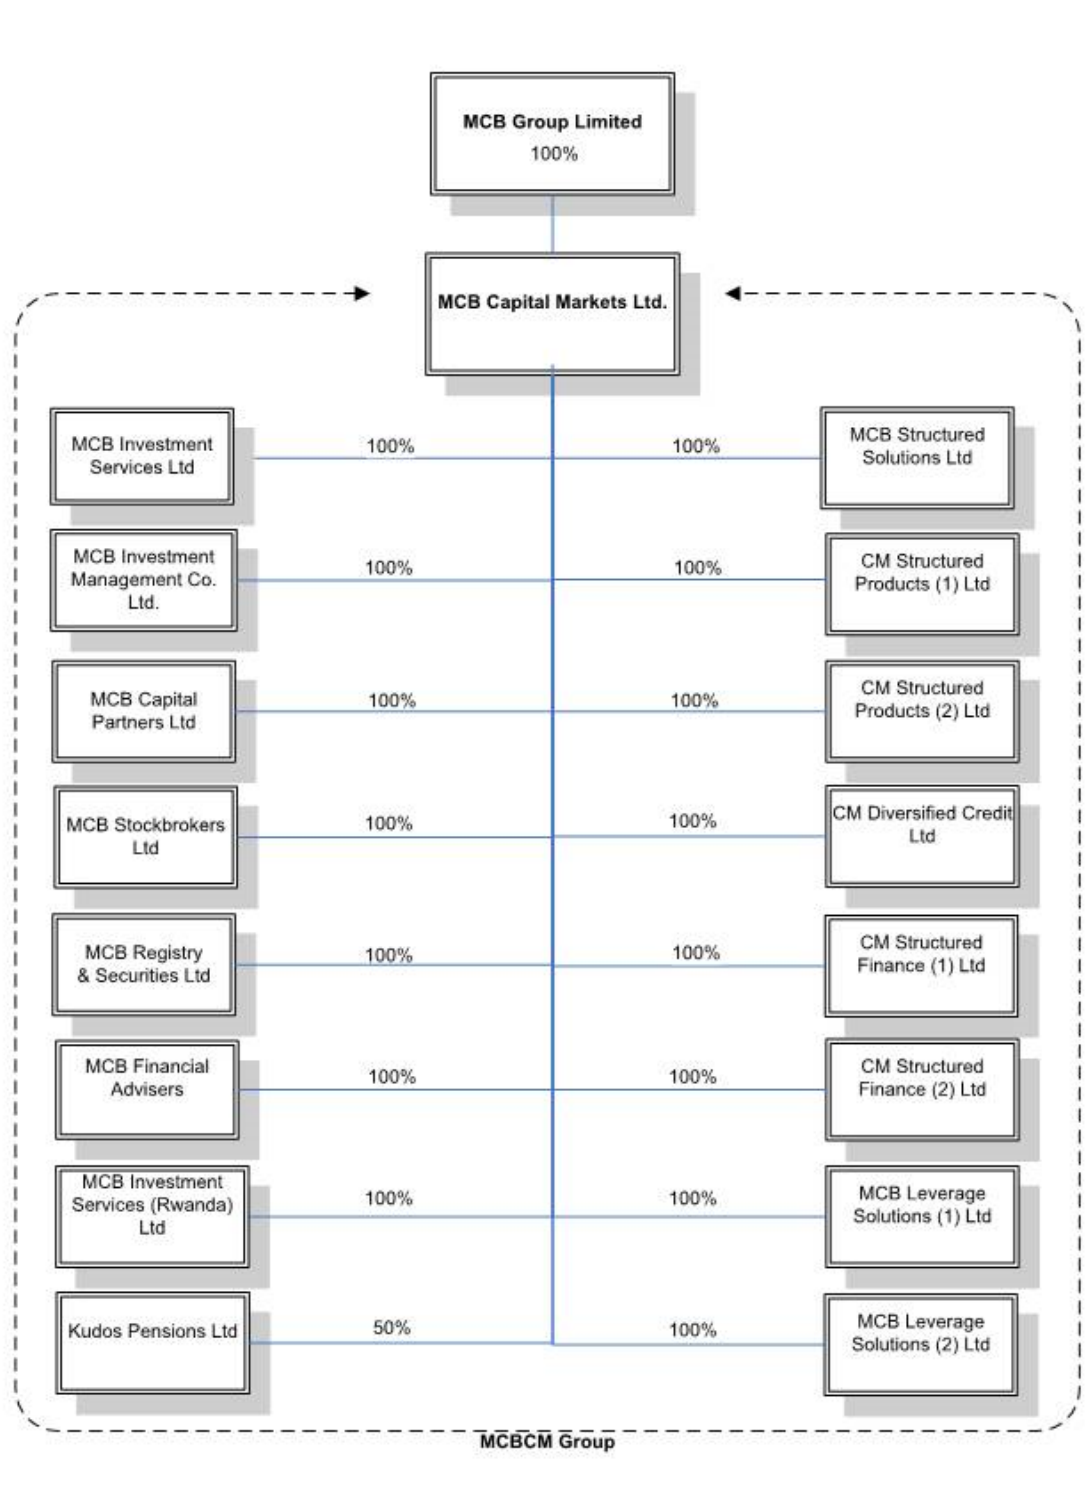 MCB Group Limited
100%
MCB Capital Markets Ltd.
MCB Investment
Services Ltd
100%
100%
MCB Structured
Solutions Ltd
MCB Investment
Management Co.
Ltd.
100%
100%
CM Structured
Products (1) Ltd
MCB Capital
Partners Ltd
100%
100%
CM Structured
Products (2) Ltd
MCB Stockbrokers
Ltd
100%
100%
CM Diversified Credit
Ltd
MCB Registry
& Securities Ltd
100%
100%
CM Structured
Finance (1) Ltd
MCB Financial
Advisers
100%
100%
CM Structured
Finance (2) Ltd
MCB Investment
Services (Rwanda)
Ltd
100%
100%
MCB Leverage
Solutions (1) Ltd
Kudos Pensions Ltd
50%
100%
MCB Leverage
Solutions (2) Ltd
MCBCM Group